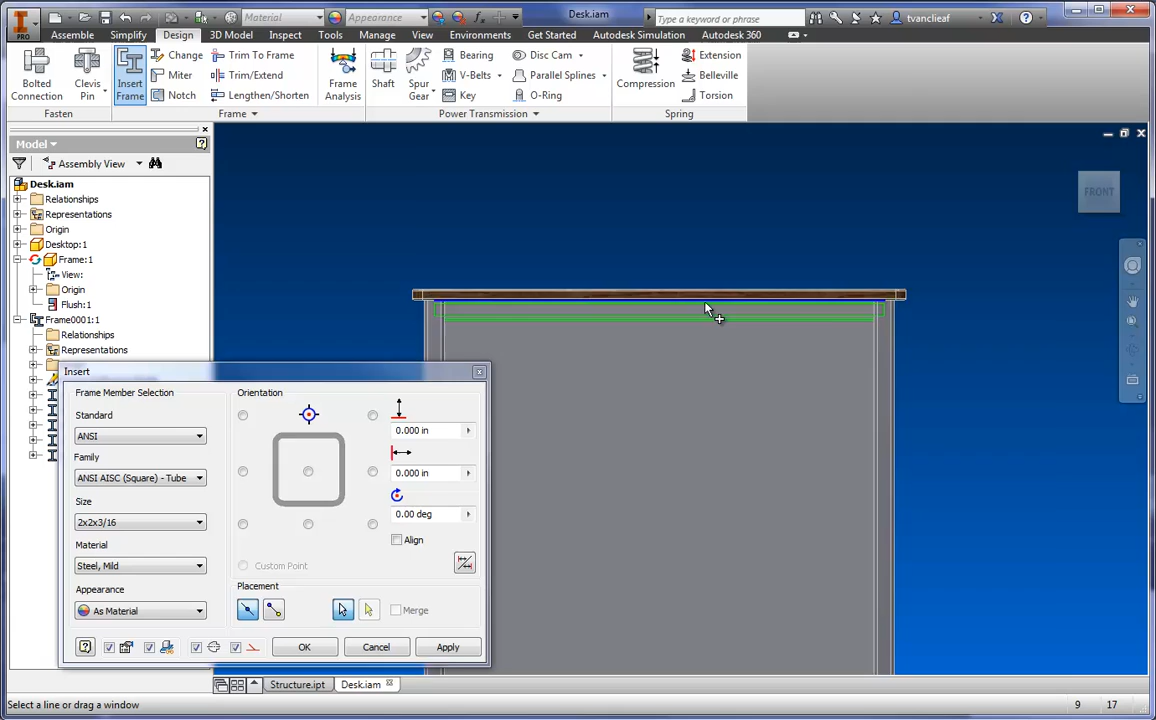 Material
Appearance
Desk.iam
Type a keyword or phrase
tvanclieaf
PRO
Assemble
Simplify
Design
3D Model
Inspect
Tools
Manage
View
Environments
Get Started
Autodesk Simulation
Autodesk 360
Bolted Connection
Clevis Pin
Insert Frame
Change
Miter
Notch
Trim To Frame
Trim/Extend
Lengthen/Shorten
Frame Analysis
Shaft
Spur Gear
Bearing
V-Belts
Key
Disc Cam
Parallel Splines
O-Ring
Compression
Extension
Belleville
Torsion
Fasten
Frame
Power Transmission
Spring
Model
Assembly View
Desk.iam
Relationships
Representations
Origin
Desktop:1
Frame:1
View:
Origin
Flush:1
Frame0001:1
Relationships
Representations
FRONT
Insert
Frame Member Selection
Standard
ANSI
Family
ANSI AISC (Square) - Tube
Size
2x2x3/16
Material
Steel, Mild
Appearance
As Material
Orientation
0.000 in
0.000 in
0.00 deg
Align
Custom Point
Placement
Merge
OK
Cancel
Apply
Structure.ipt
Desk.iam
Select a line or drag a window
9
17